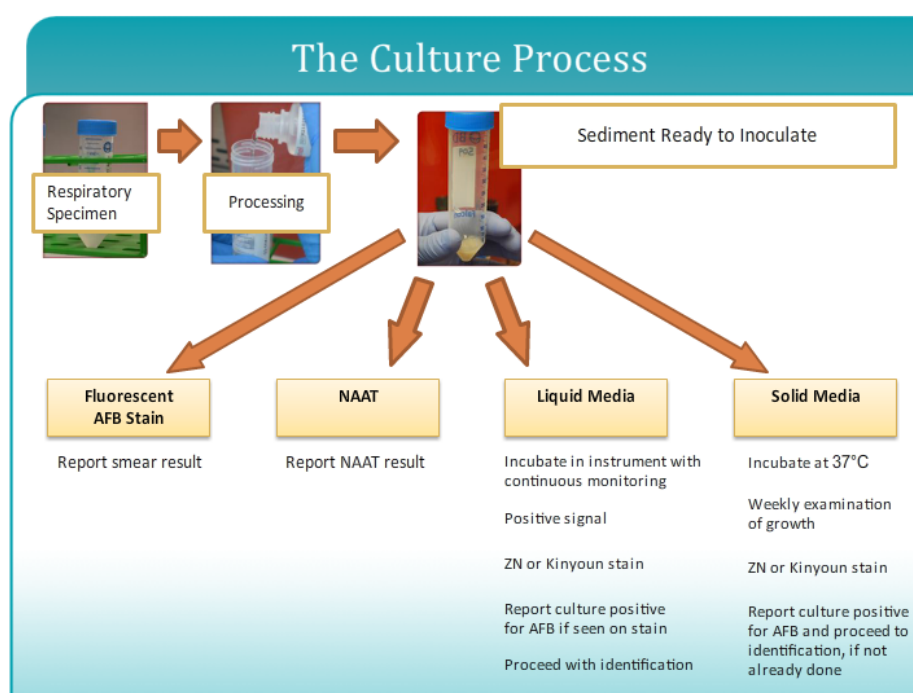 The Culture Process
Respiratory
Specimen
Processing
Sediment Ready to Inoculate
Fluorescent
AFB Stain
Report smear result
NAAT
Report NAAT result
Liquid Media
Incubate in instrument with
continuous monitoring
Positive signal
ZN or Kinyoun stain
Report culture positive
for AFB if seen on stain
Proceed with identification
Solid Media
Incubate at 37°C
Weekly examination
of growth
ZN or Kinyoun stain
Report culture positive
for AFB and proceed to
identification, if not
already done